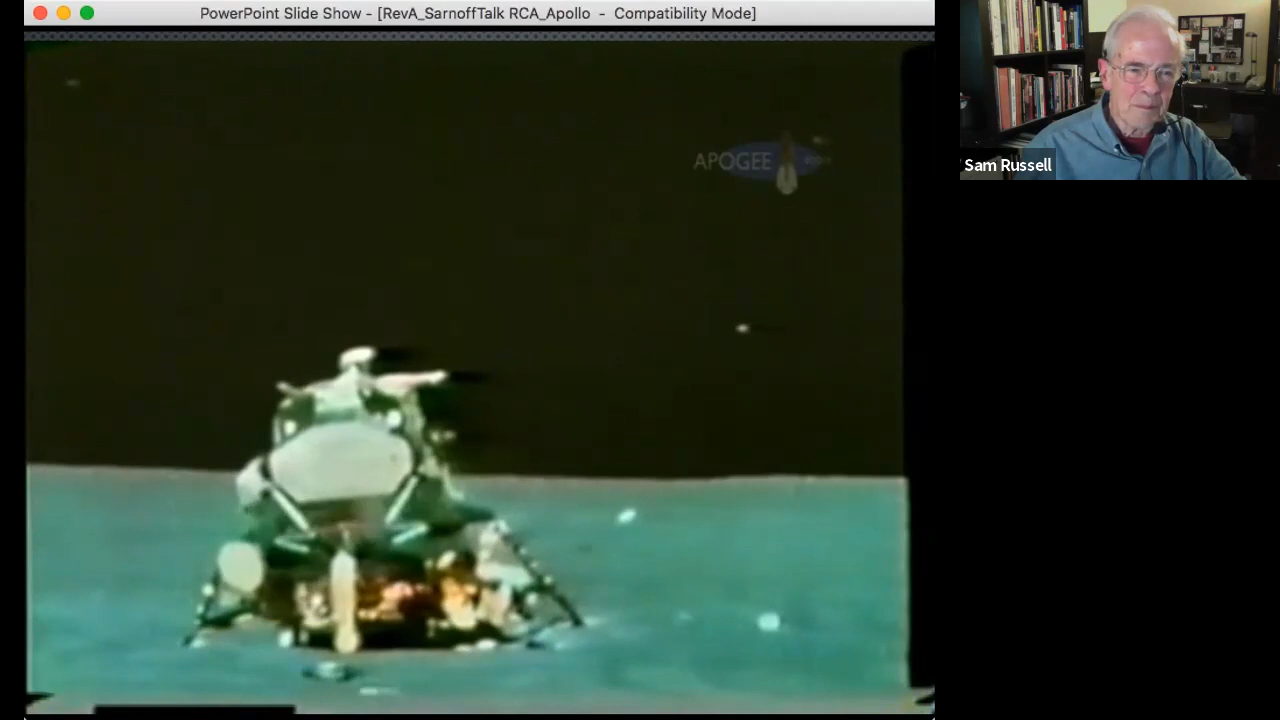 PowerPoint Slide Show - [RevA_SarnoffTalk RCA_Apollo - Compatibility Mode]
APOGEE
Sam Russell